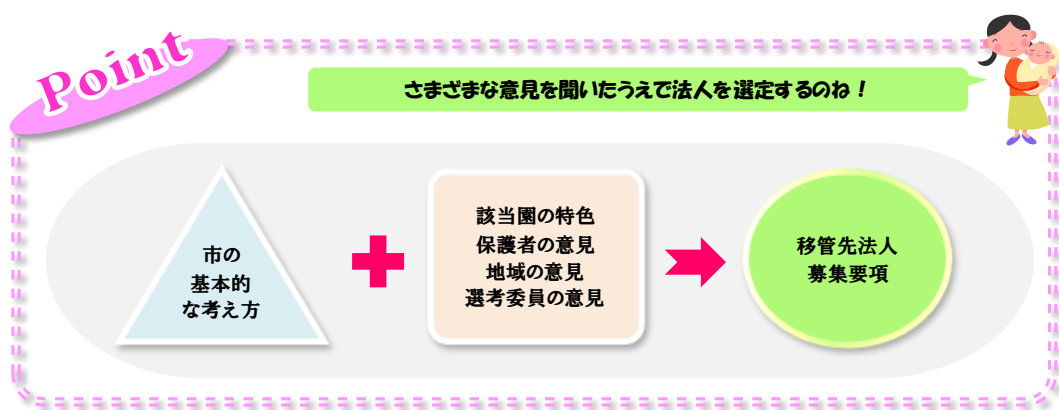 Point
さまざまな意見を聞いたうえで法人を選定するのね！
市の
基本的
な考え方
該当園の特色
保護者の意見
地域の意見
選考委員の意見
移管先法人
募集要項